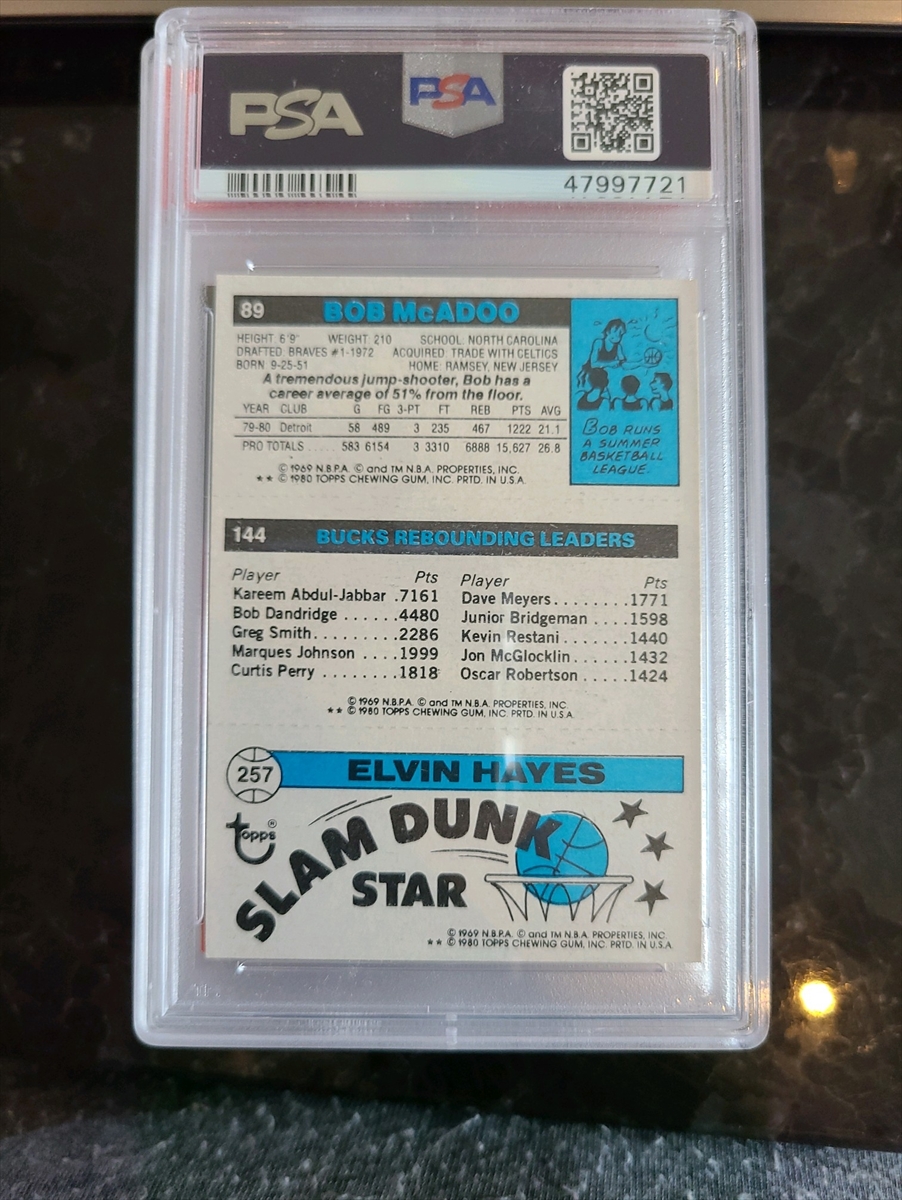 PSA
PSA
47997721
89 BOB McADOO
HEIGHT: 6'9" WEIGHT: 210 SCHOOL: NORTH CAROLINA
DRAFTED: BRAVES #1-1972 ACQUIRED: TRADE WITH CELTICS
BORN: 9-25-51 HOME: RAMSEY, NEW JERSEY
A tremendous jump-shooter, Bob has a
career average of 51% from the floor.
YEAR CLUB G FG 3-PT FT REB PTS AVG
79-80 Detroit 58 489 3 235 467 1222 21.1
PRO TOTALS ..... 583 6154 3 3310 6888 15,627 26.8
© 1969 N.B.P.A. © and TM N.B.A. PROPERTIES, INC.
** © 1980 TOPPS CHEWING GUM, INC. PRTD. IN U.S.A.
BOB RUNS
A SUMMER
BASKETBALL
LEAGUE.
144 BUCKS REBOUNDING LEADERS
Player Pts
Kareem Abdul-Jabbar .7161
Bob Dandridge ......4480
Greg Smith.........2286
Marques Johnson ....1999
Curtis Perry ........1818
Player Pts
Dave Meyers........1771
Junior Bridgeman ....1598
Kevin Restani.......1440
Jon McGlocklin......1432
Oscar Robertson .....1424
© 1969 N.B.P.A. © and TM N.B.A. PROPERTIES, INC.
** © 1980 TOPPS CHEWING GUM, INC. PRTD. IN U.S.A.
257 ELVIN HAYES
topps®
SLAM DUNK
STAR
© 1969 N.B.P.A. © and TM N.B.A. PROPERTIES, INC.
** © 1980 TOPPS CHEWING GUM, INC. PRTD. IN U.S.A.